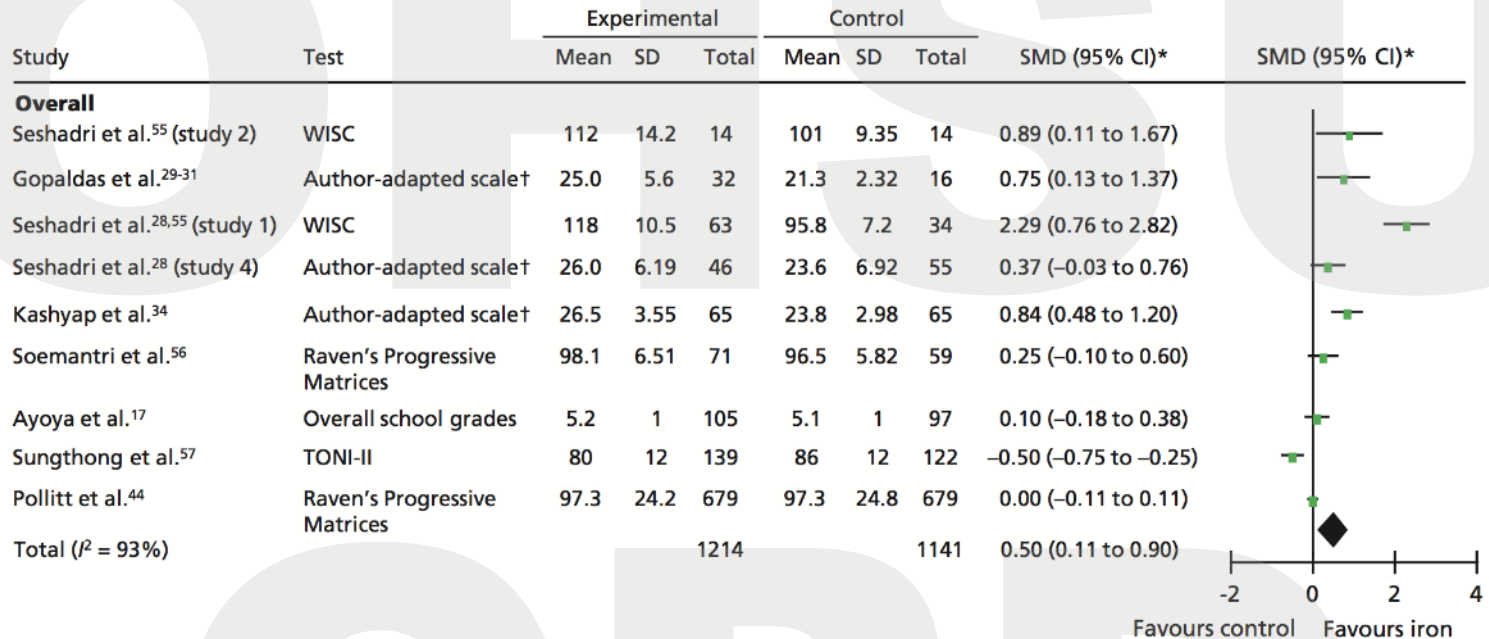 Experimental Control
Study Test Mean SD Total Mean SD Total SMD (95% CI)* SMD (95% CI)*
Overall
Seshadri et al.55 (study 2) WISC 112 14.2 14 101 9.35 14 0.89 (0.11 to 1.67)
Gopaldas et al.29-31 Author-adapted scale† 25.0 5.6 32 21.3 2.32 16 0.75 (0.13 to 1.37)
Seshadri et al.28,55 (study 1) WISC 118 10.5 63 95.8 7.2 34 2.29 (0.76 to 2.82)
Seshadri et al.28 (study 4) Author-adapted scale† 26.0 6.19 46 23.6 6.92 55 0.37 (–0.03 to 0.76)
Kashyap et al.34 Author-adapted scale† 26.5 3.55 65 23.8 2.98 65 0.84 (0.48 to 1.20)
Soemantri et al.56 Raven's Progressive 98.1 6.51 71 96.5 5.82 59 0.25 (–0.10 to 0.60)
Matrices
Ayoya et al.17 Overall school grades 5.2 1 105 5.1 1 97 0.10 (–0.18 to 0.38)
Sungthong et al.57 TONI-II 80 12 139 86 12 122 –0.50 (–0.75 to –0.25)
Pollitt et al.44 Raven's Progressive 97.3 24.2 679 97.3 24.8 679 0.00 (–0.11 to 0.11)
Matrices
Total (I2 = 93%) 1214 1141 0.50 (0.11 to 0.90)
-2 0 2 4
Favours control Favours iron
OHSU